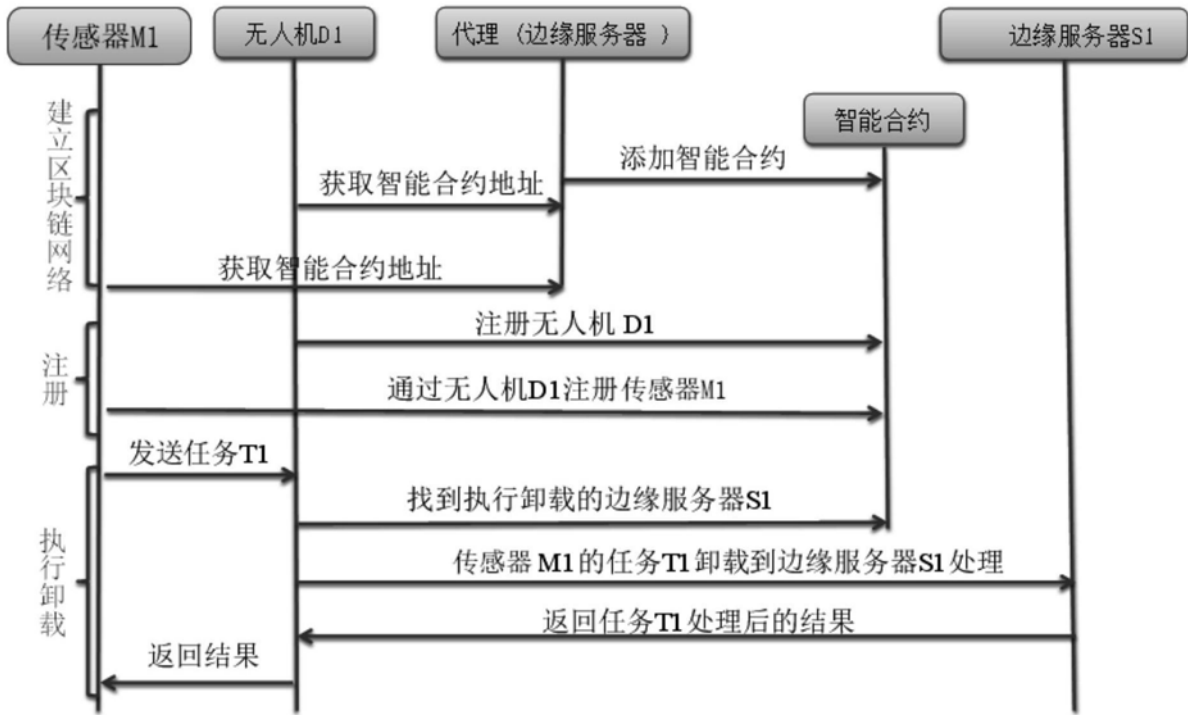 传感器M1
无人机D1
代理（边缘服务器 ）
边缘服务器S1
智能合约
建立区块链网络
添加智能合约
获取智能合约地址
获取智能合约地址
注册
注册无人机 D1
通过无人机D1注册传感器M1
执行卸载
发送任务T1
找到执行卸载的边缘服务器S1
传感器 M1的任务T1卸载到边缘服务器S1处理
返回任务T1处理后的结果
返回结果